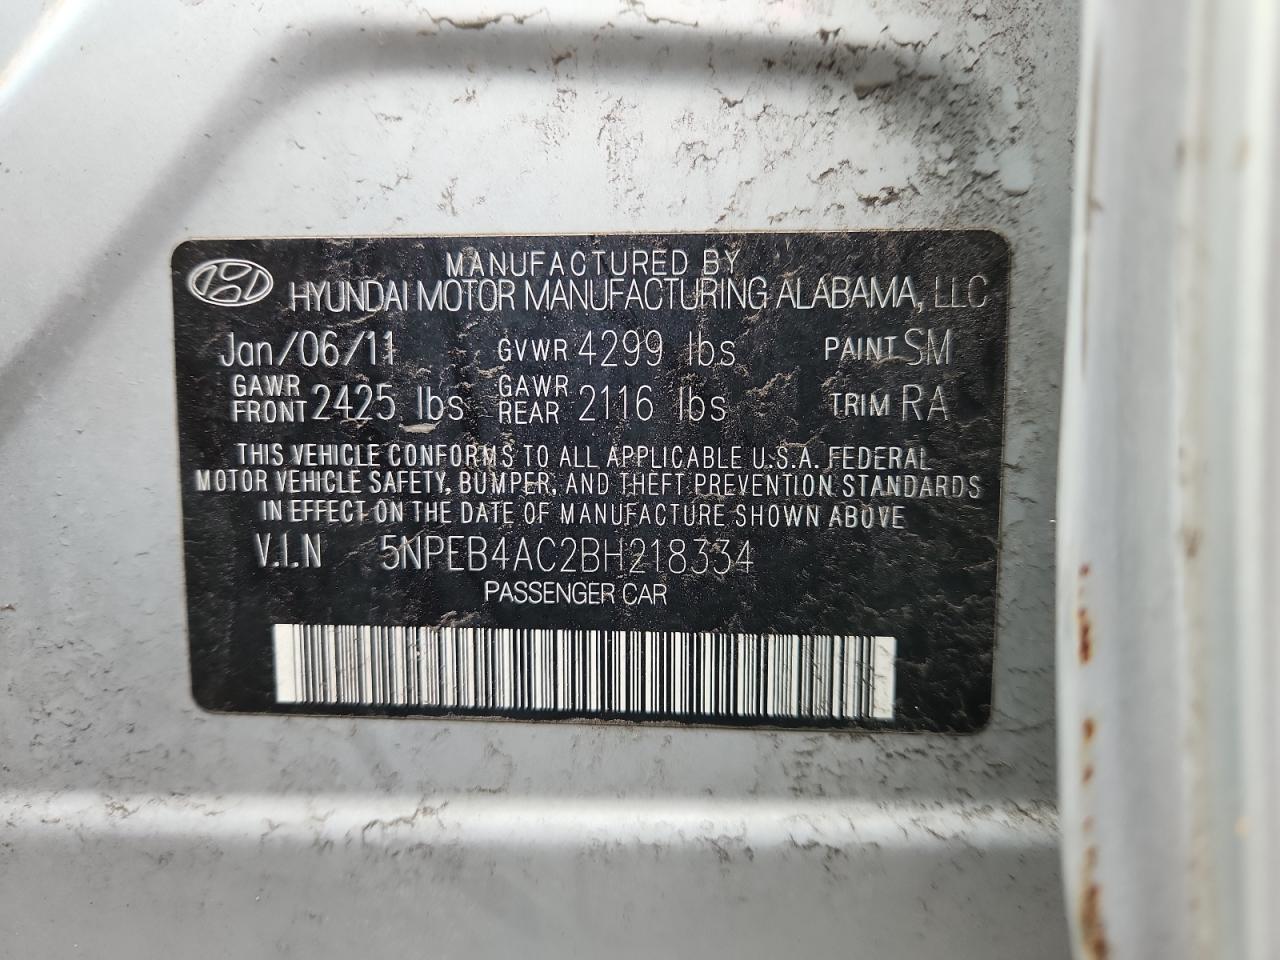 MANUFACTURED BY
HYUNDAI MOTOR MANUFACTURING ALABAMA, LLC
Jan/06/11 GVWR 4299 lbs PAINT SM
GAWR FRONT 2425 lbs GAWR REAR 2116 lbs TRIM RA
THIS VEHICLE CONFORMS TO ALL APPLICABLE U.S.A. FEDERAL
MOTOR VEHICLE SAFETY, BUMPER, AND THEFT PREVENTION STANDARDS
IN EFFECT ON THE DATE OF MANUFACTURE SHOWN ABOVE
V.I.N 5NPEB4AC2BH218334
PASSENGER CAR